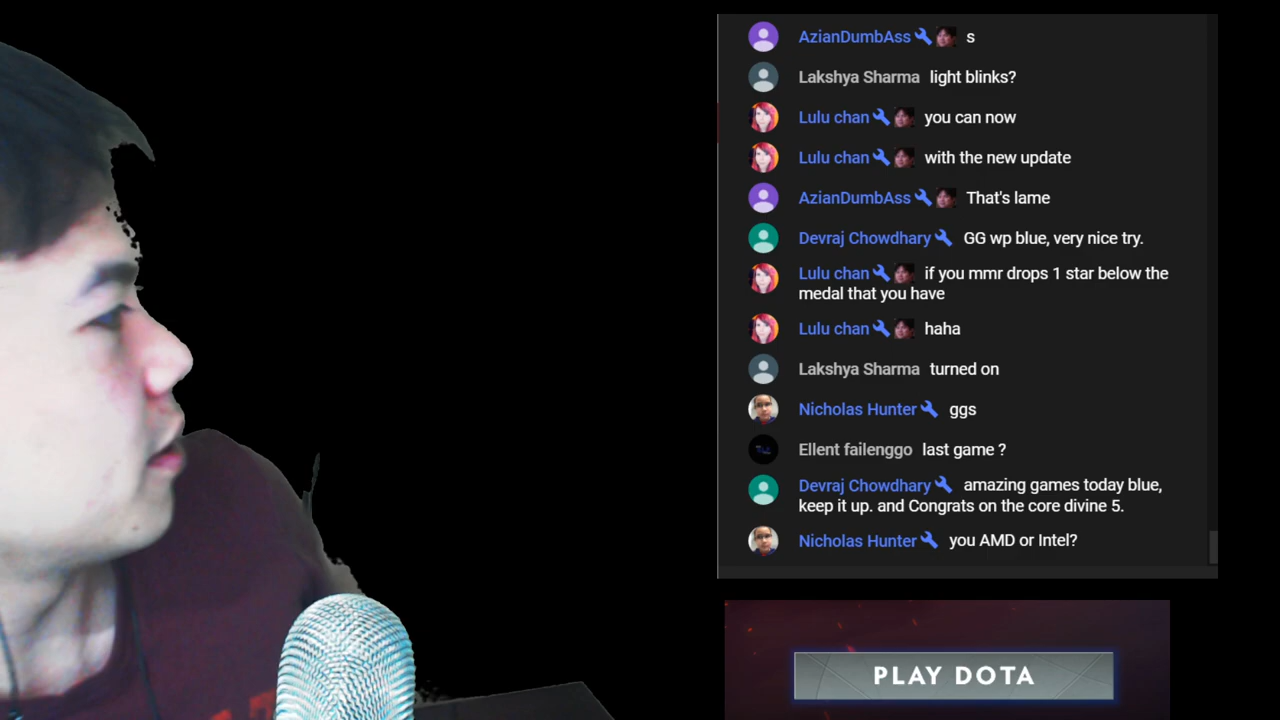 AzianDumbAss s
Lakshya Sharma light blinks?
Lulu chan you can now
Lulu chan with the new update
AzianDumbAss That's lame
Devraj Chowdhary GG wp blue, very nice try.
Lulu chan if you mmr drops 1 star below the
medal that you have
Lulu chan haha
Lakshya Sharma turned on
Nicholas Hunter ggs
Ellent failenggo last game ?
Devraj Chowdhary amazing games today blue,
keep it up. and Congrats on the core divine 5.
Nicholas Hunter you AMD or Intel?
PLAY DOTA